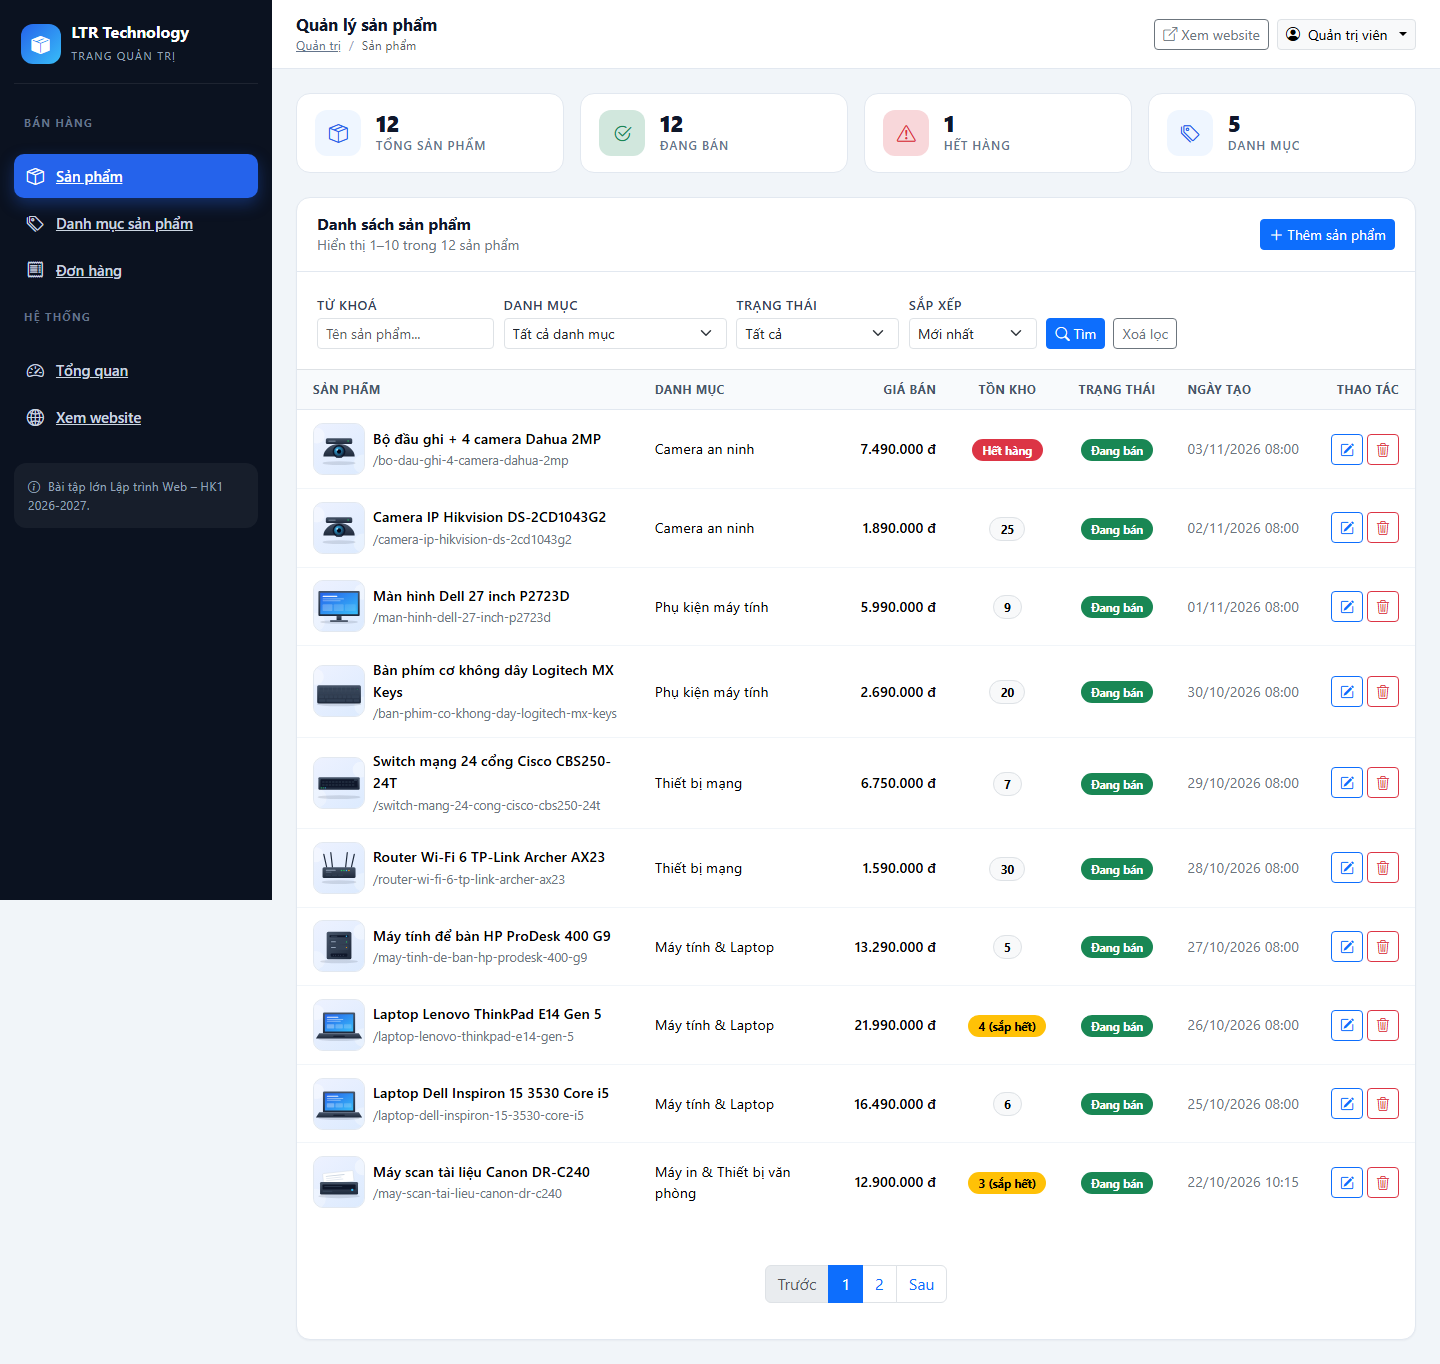 LTR Technology
TRANG QUẢN TRỊ
BÁN HÀNG
Sản phẩm
Danh mục sản phẩm
Đơn hàng
HỆ THỐNG
Tổng quan
Xem website
Bài tập lớn Lập trình Web – HK1
2026-2027.
Quản lý sản phẩm
Quản trị / Sản phẩm
Xem website
Quản trị viên
12
TỔNG SẢN PHẨM
12
ĐANG BÁN
1
HẾT HÀNG
5
DANH MỤC
Danh sách sản phẩm
Hiển thị 1–10 trong 12 sản phẩm
Thêm sản phẩm
TỪ KHOÁ DANH MỤC TRẠNG THÁI SẮP XẾP
Tên sản phẩm... Tất cả danh mục Tất cả Mới nhất Tìm Xoá lọc
SẢN PHẨM DANH MỤC GIÁ BÁN TỒN KHO TRẠNG THÁI NGÀY TẠO THAO TÁC
Bộ đầu ghi + 4 camera Dahua 2MP
/bo-dau-ghi-4-camera-dahua-2mp
Camera an ninh 7.490.000 đ Hết hàng Đang bán 03/11/2026 08:00
Camera IP Hikvision DS-2CD1043G2
/camera-ip-hikvision-ds-2cd1043g2
Camera an ninh 1.890.000 đ 25 Đang bán 02/11/2026 08:00
Màn hình Dell 27 inch P2723D
/man-hinh-dell-27-inch-p2723d
Phụ kiện máy tính 5.990.000 đ 9 Đang bán 01/11/2026 08:00
Bàn phím cơ không dây Logitech MX
Keys
/ban-phim-co-khong-day-logitech-mx-keys
Phụ kiện máy tính 2.690.000 đ 20 Đang bán 30/10/2026 08:00
Switch mạng 24 cổng Cisco CBS250-
24T
/switch-mang-24-cong-cisco-cbs250-24t
Thiết bị mạng 6.750.000 đ 7 Đang bán 29/10/2026 08:00
Router Wi-Fi 6 TP-Link Archer AX23
/router-wi-fi-6-tp-link-archer-ax23
Thiết bị mạng 1.590.000 đ 30 Đang bán 28/10/2026 08:00
Máy tính để bàn HP ProDesk 400 G9
/may-tinh-de-ban-hp-prodesk-400-g9
Máy tính & Laptop 13.290.000 đ 5 Đang bán 27/10/2026 08:00
Laptop Lenovo ThinkPad E14 Gen 5
/laptop-lenovo-thinkpad-e14-gen-5
Máy tính & Laptop 21.990.000 đ 4 (sắp hết) Đang bán 26/10/2026 08:00
Laptop Dell Inspiron 15 3530 Core i5
/laptop-dell-inspiron-15-3530-core-i5
Máy tính & Laptop 16.490.000 đ 6 Đang bán 25/10/2026 08:00
Máy scan tài liệu Canon DR-C240
/may-scan-tai-lieu-canon-dr-c240
Máy in & Thiết bị văn
phòng
12.900.000 đ 3 (sắp hết) Đang bán 22/10/2026 10:15
Trước 1 2 Sau